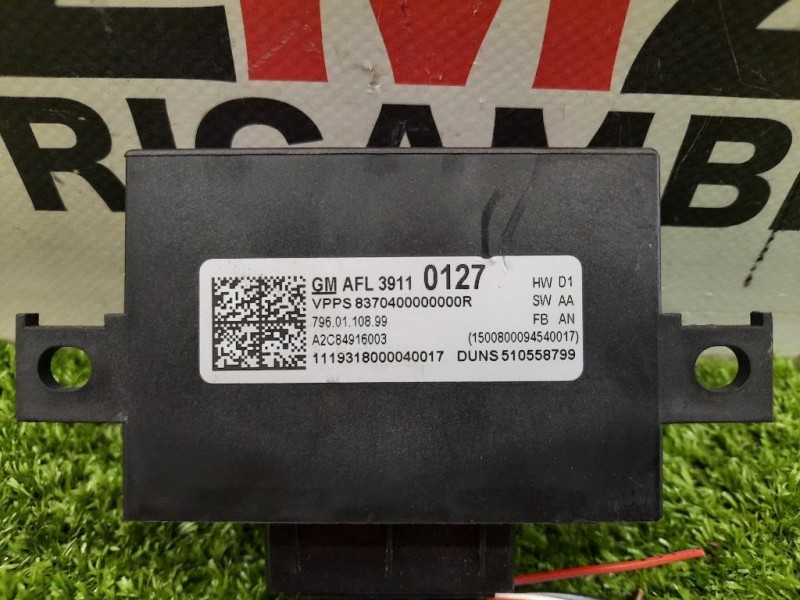 RICAMB
GM AFL 3911 0127
HW D1
VPPS 8370400000000R
SW AA
796.01.108.99
FB AN
A2C84916003
(1500800094540017)
1119318000040017
DUNS 510558799